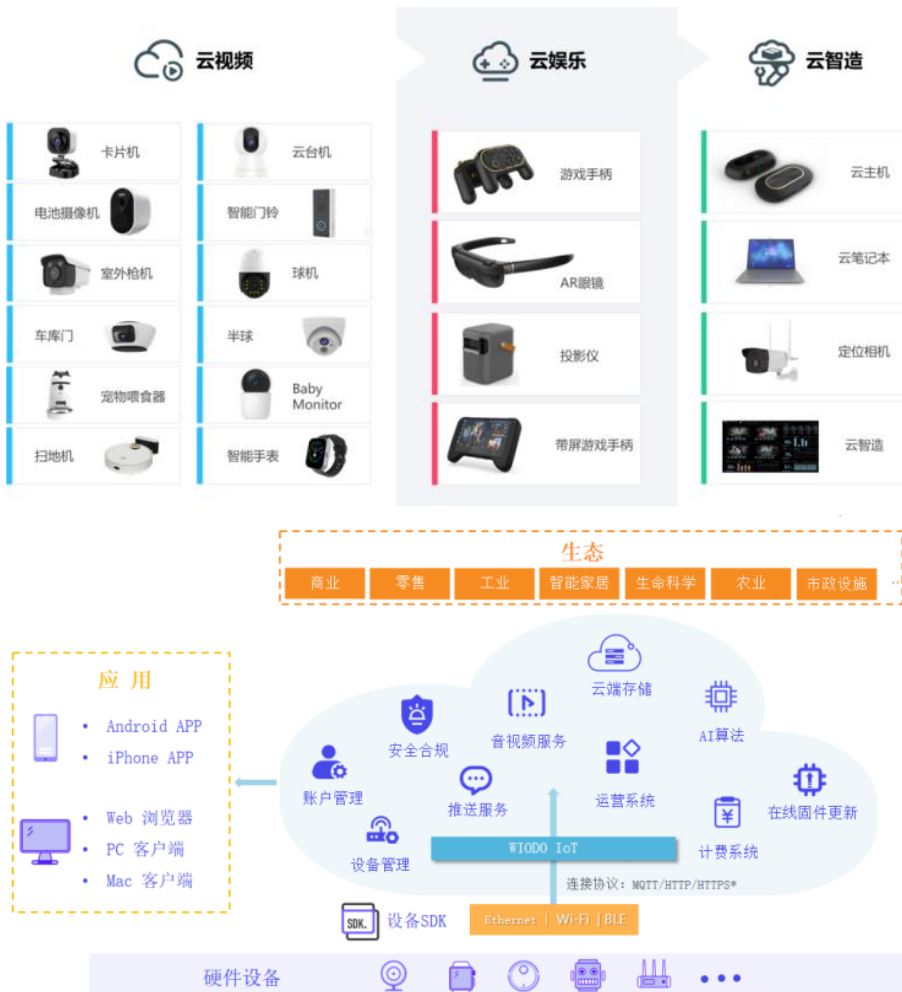 云视频
云娱乐
云智造
卡片机
云台机
电池摄像机
智能门铃
室外枪机
球机
车库门
半球
宠物喂食器
Baby
Monitor
扫地机
智能手表
游戏手柄
AR眼镜
投影仪
带屏游戏手柄
云主机
云笔记本
定位相机
云智造
生态
商业
零售
工业
智能家居
生命科学
农业
市政设施
...
应 用
• Android APP
• iPhone APP
• Web 浏览器
• PC 客户端
• Mac 客户端
云端存储
AI算法
音视频服务
安全合规
运营系统
账户管理
推送服务
在线固件更新
计费系统
设备管理
WIODO IoT
连接协议: MQTT/HTTP/HTTPS*
SDK.
设备SDK
Ethernet | Wi-Fi | BLE
硬件设备